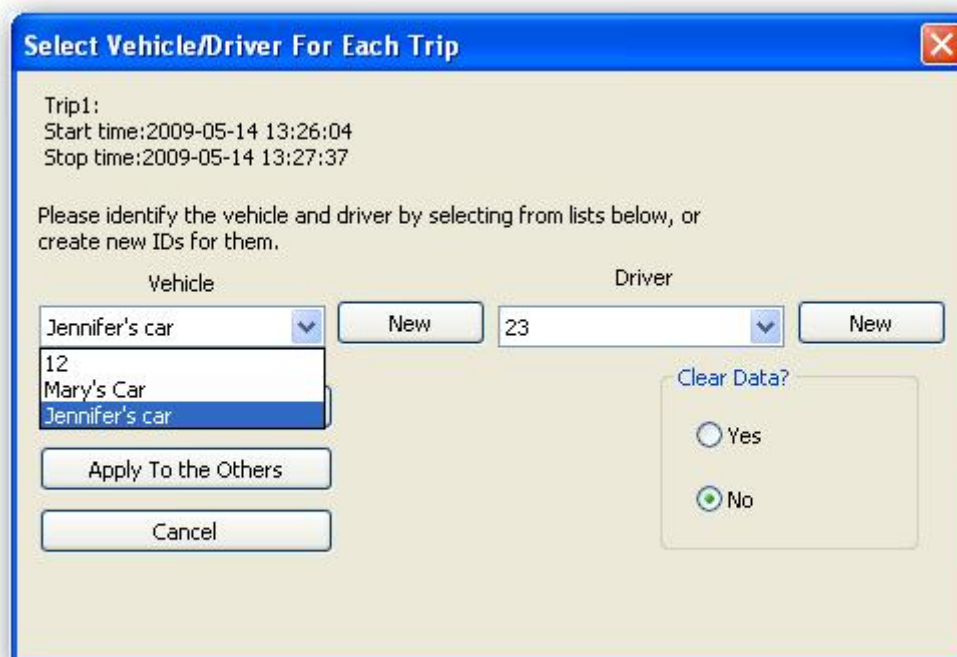 Select Vehicle/Driver For Each Trip
Trip1:
Start time:2009-05-14 13:26:04
Stop time:2009-05-14 13:27:37
Please identify the vehicle and driver by selecting from lists below, or
create new IDs for them.
Vehicle
Driver
Jennifer's car
New
23
New
12
Mary's Car
Jennifer's car
Clear Data?
Yes
Apply To the Others
No
Cancel